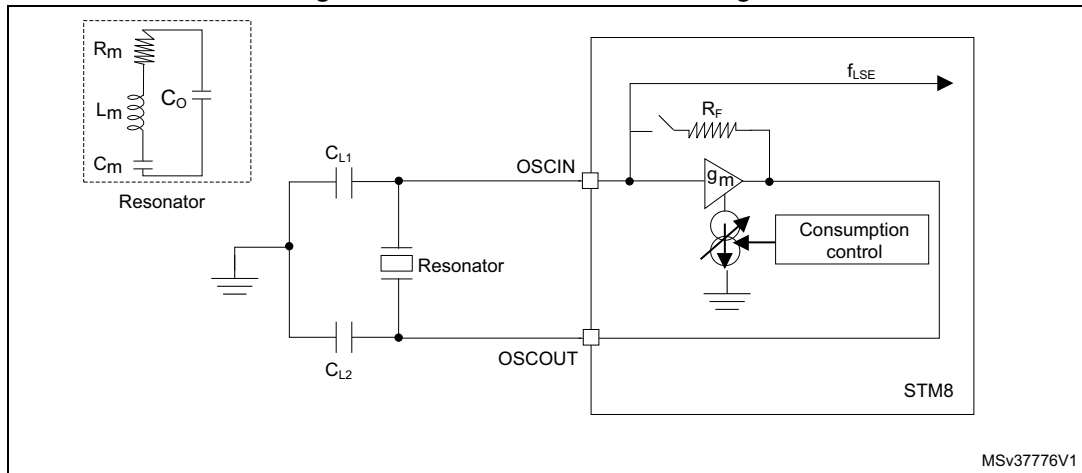 Rm
Lm
CO
Cm
Resonator
CL1
Resonator
CL2
OSCIN
OSCOUT
fLSE
RF
gm
Consumption
control
STM8
MSv37776V1